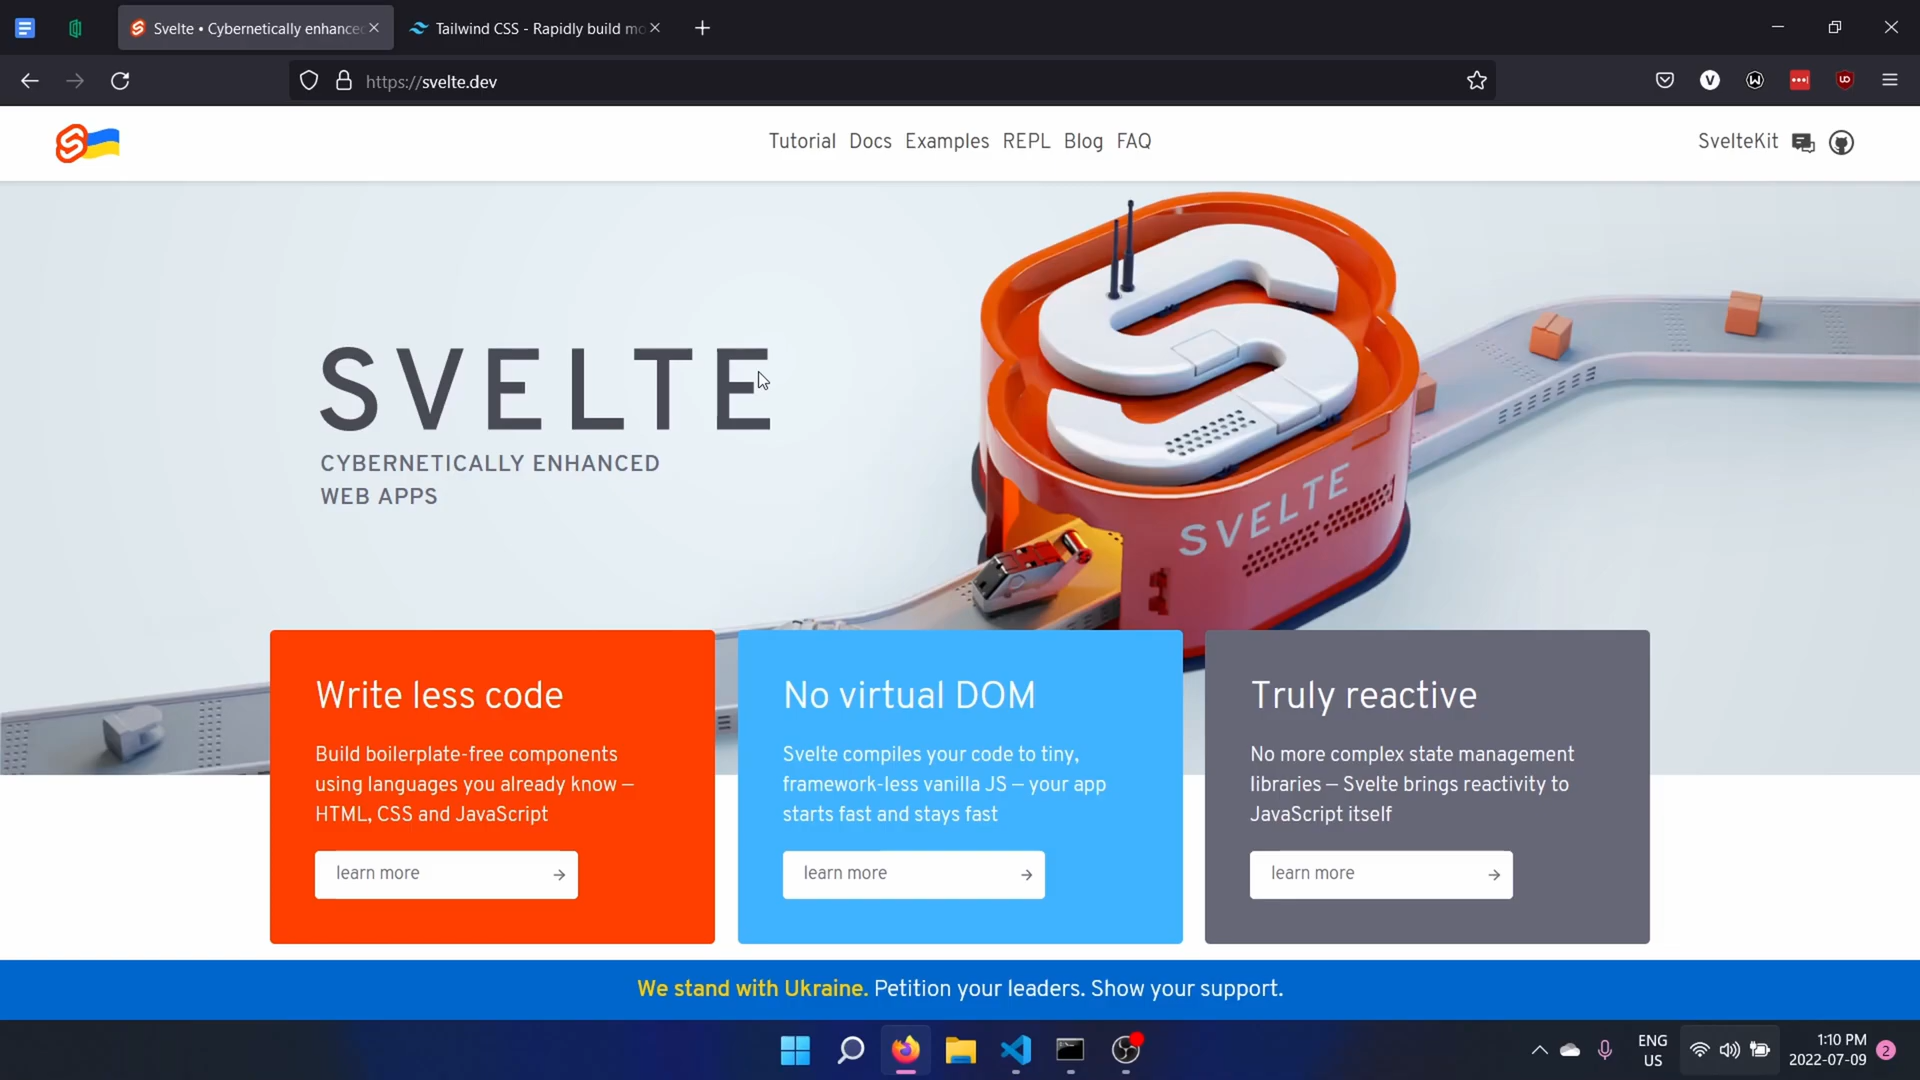 Svelte • Cybernetically enhance
Tailwind CSS - Rapidly build mo
https://svelte.dev
Tutorial Docs Examples REPL Blog FAQ
SvelteKit
SVELTE
CYBERNETICALLY ENHANCED
WEB APPS
SVELTE
Write less code
Build boilerplate-free components
using languages you already know —
HTML, CSS and JavaScript
learn more
No virtual DOM
Svelte compiles your code to tiny,
framework-less vanilla JS — your app
starts fast and stays fast
learn more
Truly reactive
No more complex state management
libraries — Svelte brings reactivity to
JavaScript itself
learn more
We stand with Ukraine. Petition your leaders. Show your support.
ENG
US
1:10 PM
2022-07-09
2